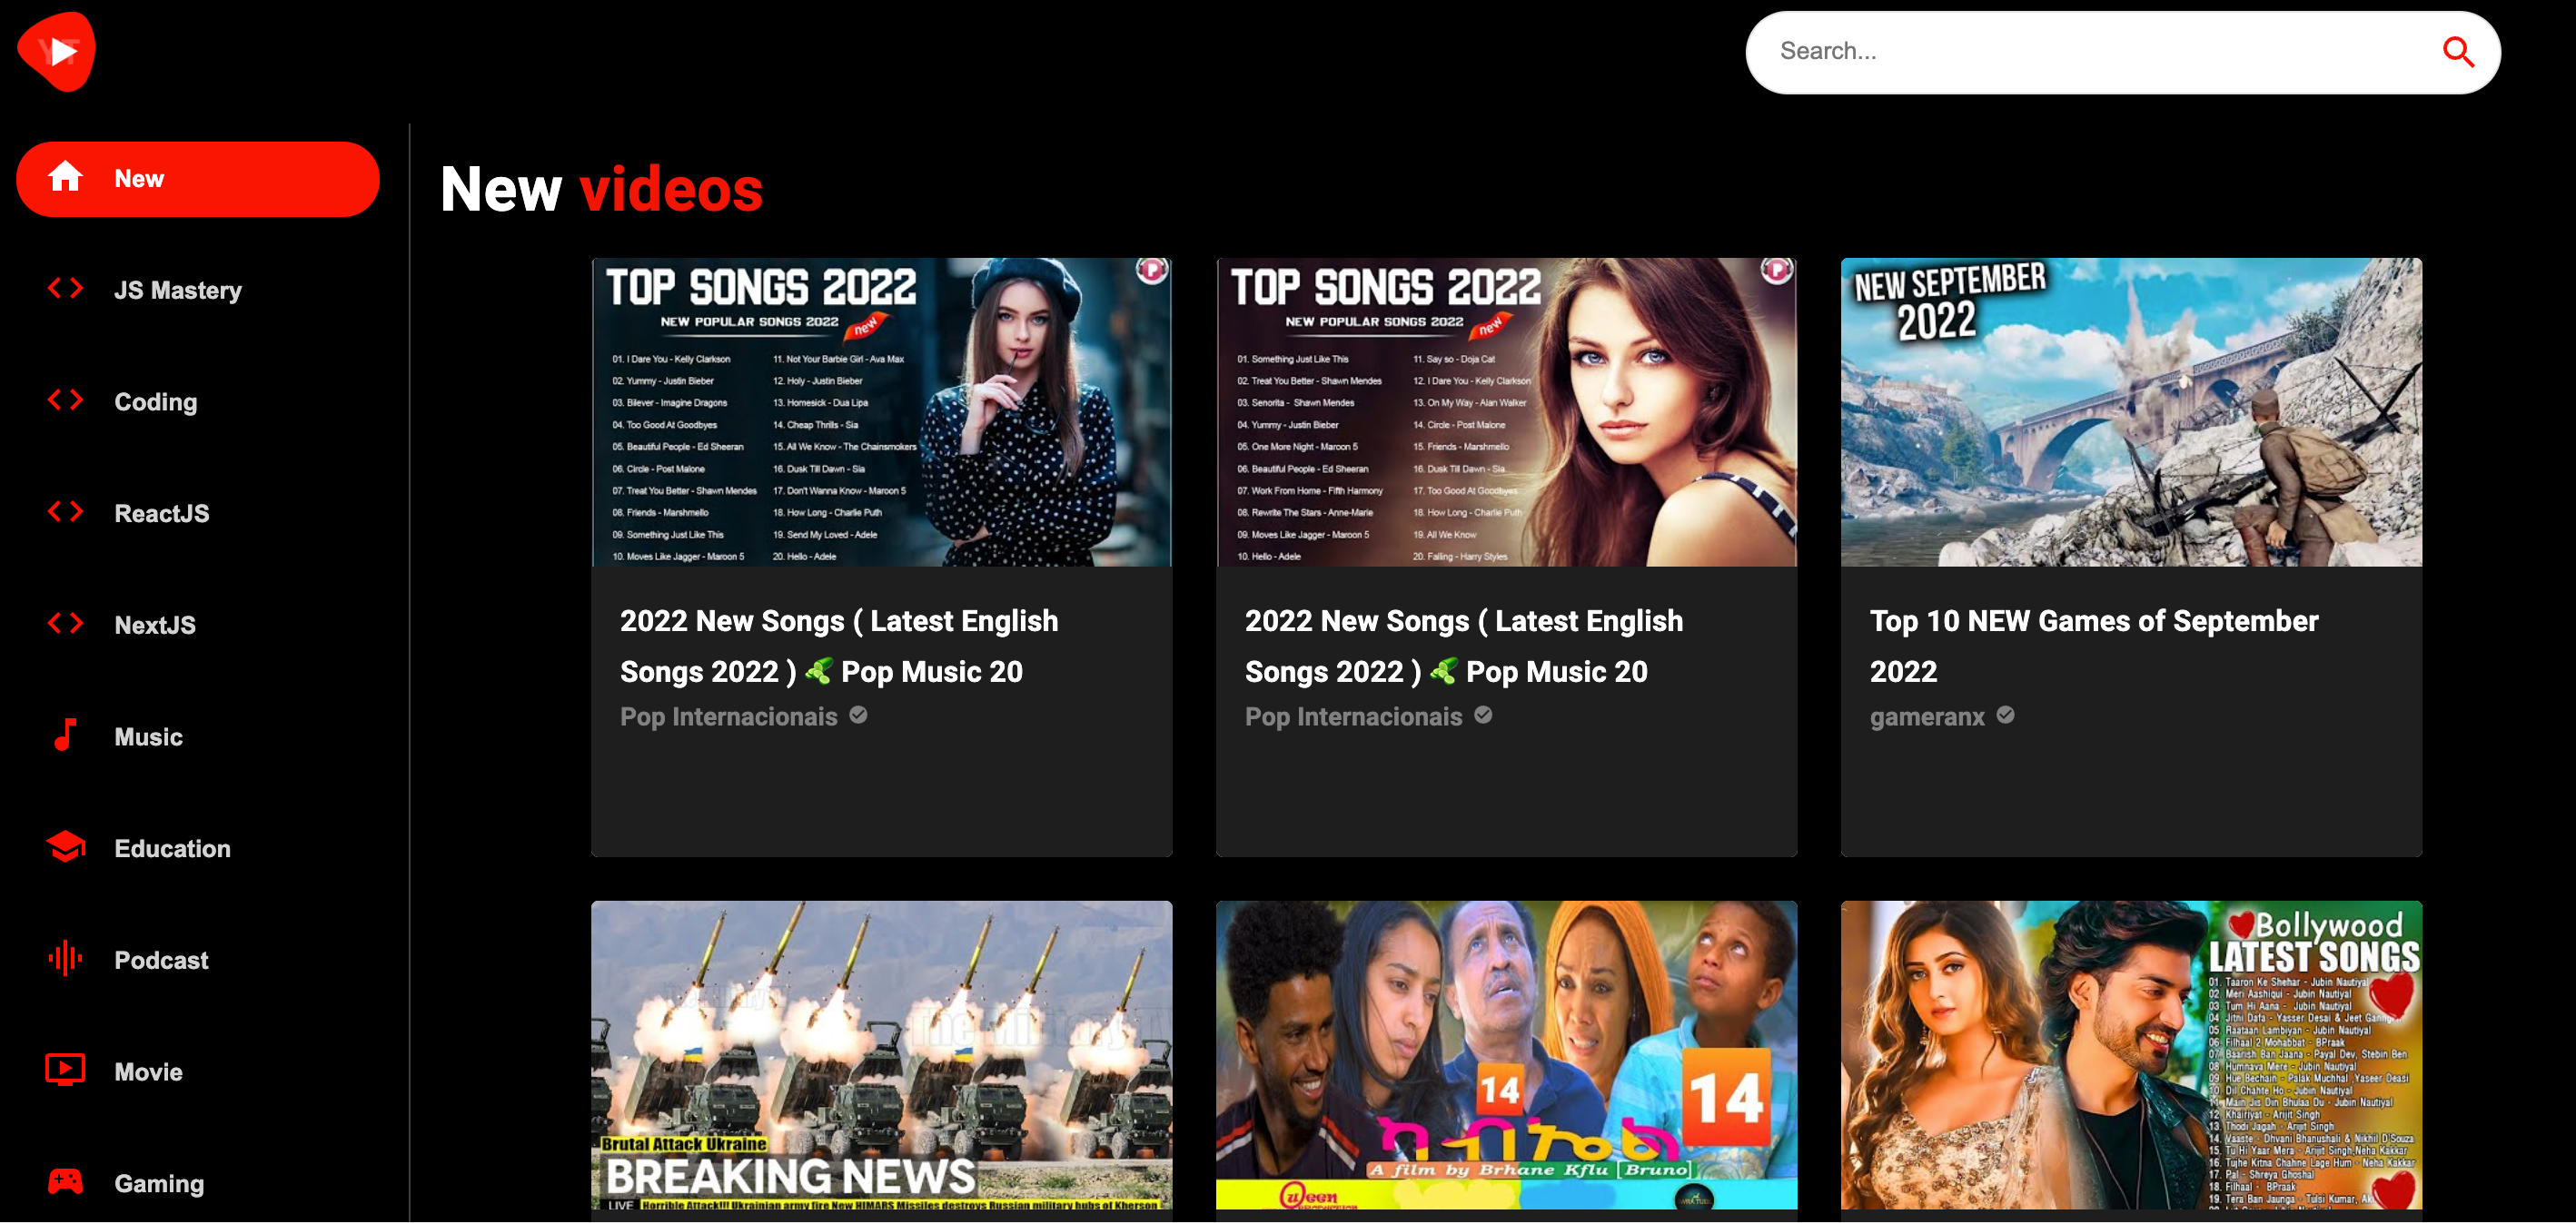 YT
Search...
New
JS Mastery
Coding
ReactJS
NextJS
Music
Education
Podcast
Movie
Gaming
New videos
TOP SONGS 2022
NEW POPULAR SONGS 2022
new
01. I Dare You - Kelly Clarkson
02. Yummy - Justin Bieber
03. Bilever - Imagine Dragons
04. Too Good At Goodbyes
05. Beautiful People - Ed Sheeran
06. Circle - Post Malone
07. Treat You Better - Shawn Mendes
08. Friends - Marshmello
09. Something Just Like This
10. Moves Like Jagger - Maroon 5
11. Not Your Barbie Girl - Ava Max
12. Holy - Justin Bieber
13. Homesick - Dua Lipa
14. Cheap Thrills - Sia
15. All We Know - The Chainsmokers
16. Dusk Till Dawn - Sia
17. Don't Wanna Know - Maroon 5
18. How Long - Charlie Puth
19. Send My Loved - Adele
20. Hello - Adele
P
2022 New Songs ( Latest English
Songs 2022 ) 🫒 Pop Music 20
Pop Internacionais
TOP SONGS 2022
NEW POPULAR SONGS 2022
new
01. Something Just Like This
02. Treat You Better - Shawn Mendes
03. Senorita - Shawn Mendes
04. Yummy - Justin Bieber
05. One More Night - Maroon 5
06. Beautiful People - Ed Sheeran
07. Work From Home - Fifth Harmony
08. Rewrite The Stars - Anne-Marie
09. Moves Like Jagger - Maroon 5
10. Hello - Adele
11. Say so - Doja Cat
12. I Dare You - Kelly Clarkson
13. On My Way - Alan Walker
14. Circle - Post Malone
15. Friends - Marshmello
16. Dusk Till Dawn - Sia
17. Too Good At Goodbyes
18. How Long - Charlie Puth
19. All We Know
20. Falling - Harry Styles
P
2022 New Songs ( Latest English
Songs 2022 ) 🫒 Pop Music 20
Pop Internacionais
NEW SEPTEMBER
2022
Top 10 NEW Games of September
2022
gameranx
The Military TV
Brutal Attack Ukraine
BREAKING NEWS
LIVE Horrible Attack!!! Ukrainian army fire New HIMARS Missiles destroys Russian military hubs of Kherson
14
14
A film by Brhane Kflu [Bruno]
Queen
Bollywood
LATEST SONGS
01. Taaron Ke Shehar - Jubin Nautiyal
02. Meri Aashiqui - Jubin Nautiyal
03. Tum Hi Aana - Jubin Nautiyal
04. Jitni Dafa - Yasser Desai & Jeet
05. Raataan Lambiyan - Jubin Nautiyal
06. Filhaal 2 Mohabbat - BPraak
07. Baarish Ban Jaana - Payal Dev, Stebin Ben
08. Humnava Mere - Jubin Nautiyal
09. Hue Bechain - Palak Muchhal ,Yaseer Deasi
10. Dil Chahte Ho - Jubin Nautiyal
11. Main Jis Din Bhulaa Du - Jubin Nautiyal
12. Khairiyat - Arijit Singh
13. Thodi Jagah - Arijit Singh
14. Vaaste - Dhvani Bhanushali & Nikhil D'Souza
15. Tu Hi Yaar Mera - Arijit Singh,Neha Kakkar
16. Tujhe Kitna Chahne Lage Hum - Neha Kakkar
17. Pal - Shreya Ghoshal
18. Filhaal - BPraak
19. Tera Ban Jaunga - Tulsi Kumar, Ak